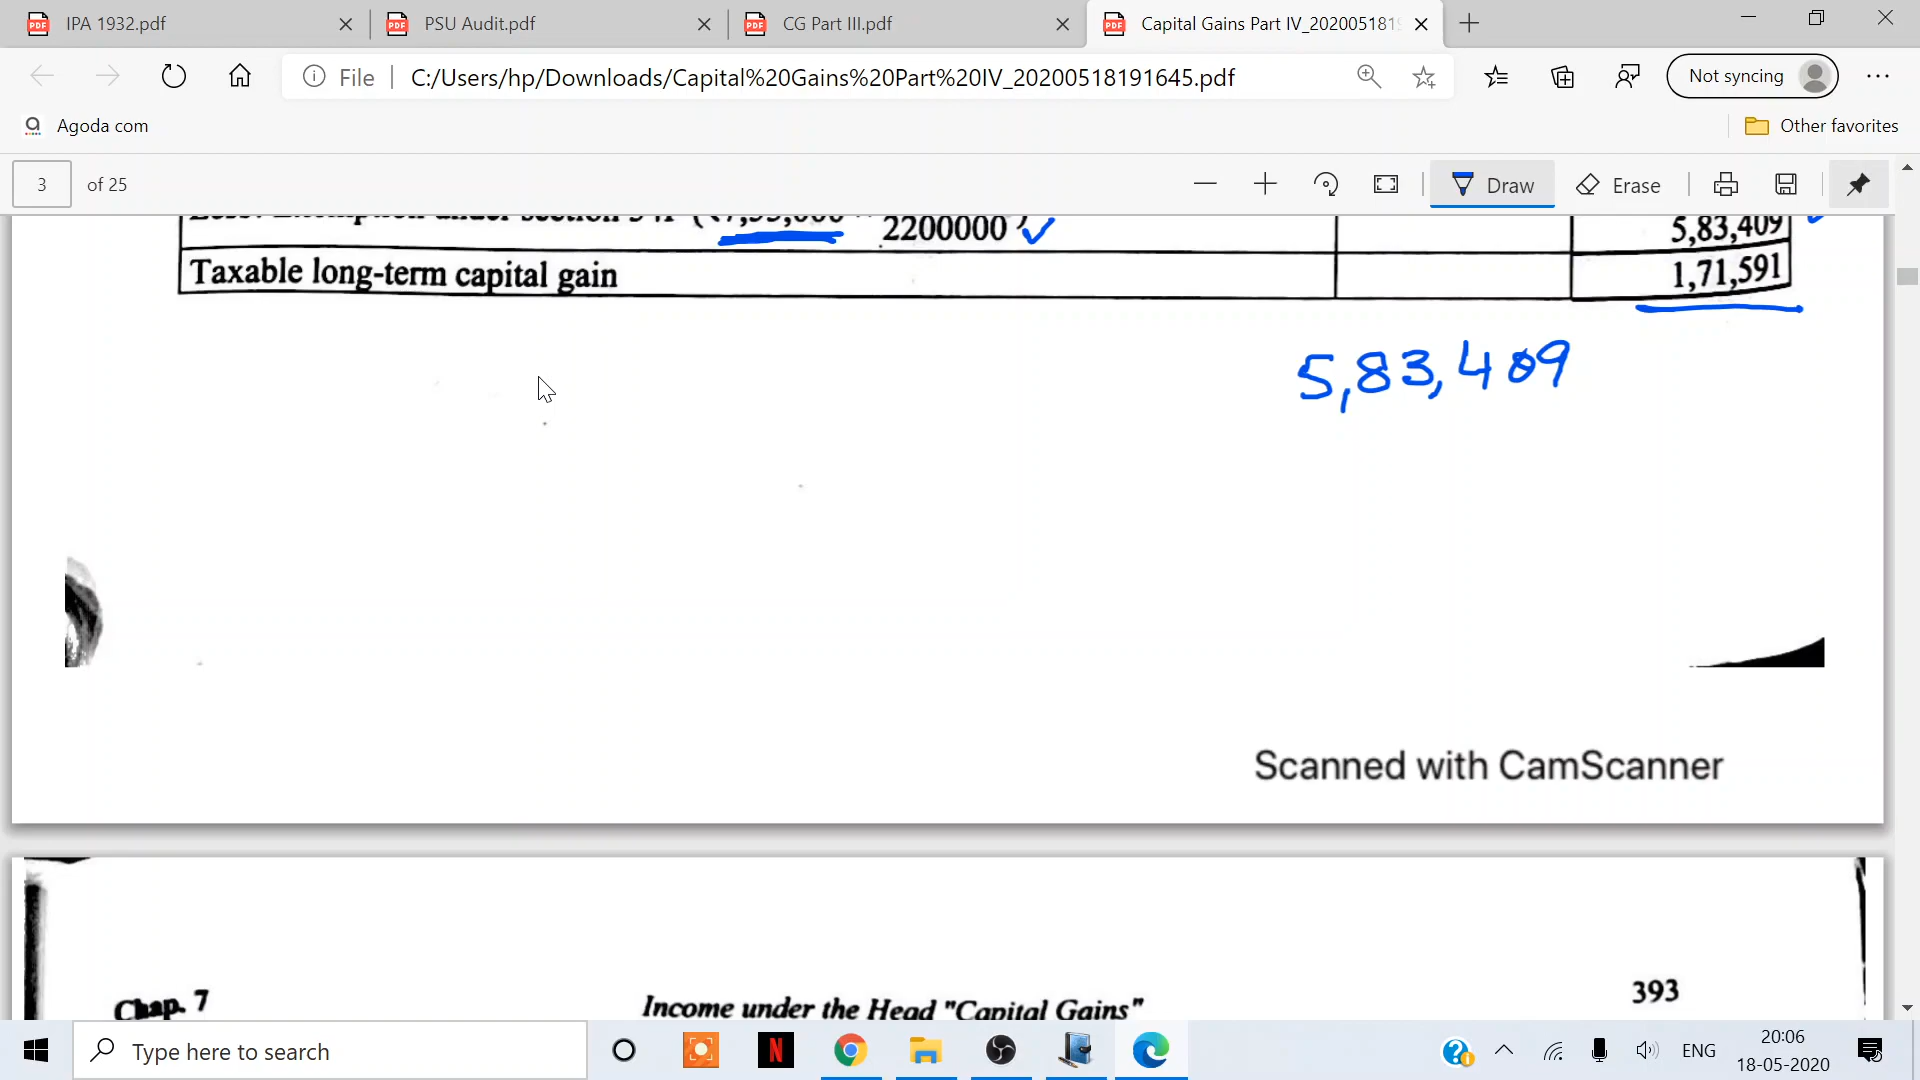 IPA 1932.pdf
PSU Audit.pdf
CG Part III.pdf
Capital Gains Part IV_202005181
File
C:/Users/hp/Downloads/Capital%20Gains%20Part%20IV_20200518191645.pdf
Not syncing
Agoda com
Other favorites
3 of 25
Draw
Erase
2200000
5,83,409
Taxable long-term capital gain
1,71,591
5,83,409
Scanned with CamScanner
Chap. 7
Income under the Head "Capital Gains"
393
Type here to search
ENG
20:06
18-05-2020